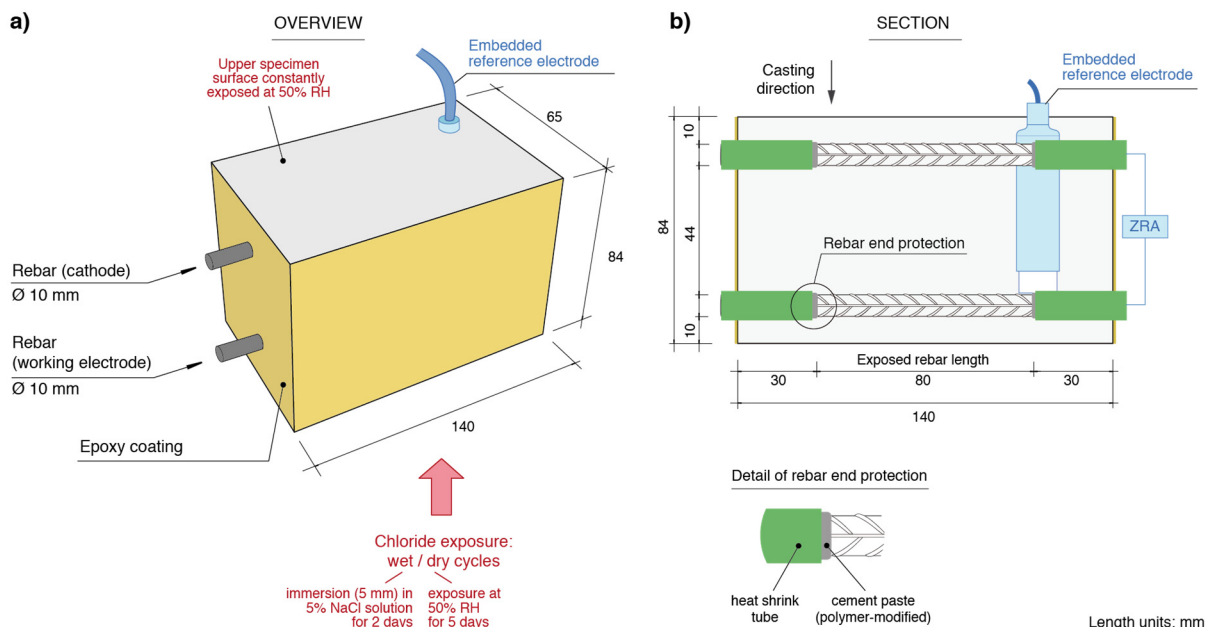 a)
OVERVIEW
Upper specimen
surface constantly
exposed at 50% RH
Embedded
reference electrode
65
84
140
Rebar (cathode)
Ø 10 mm
Rebar
(working electrode)
Ø 10 mm
Epoxy coating
Chloride exposure:
wet / dry cycles
immersion (5 mm) in
5% NaCl solution
for 2 days
exposure at
50% RH
for 5 days
b)
SECTION
Casting
direction
Embedded
reference electrode
10
84
44
10
ZRA
Rebar end protection
Exposed rebar length
30
80
30
140
Detail of rebar end protection
heat shrink
tube
cement paste
(polymer-modified)
Length units: mm